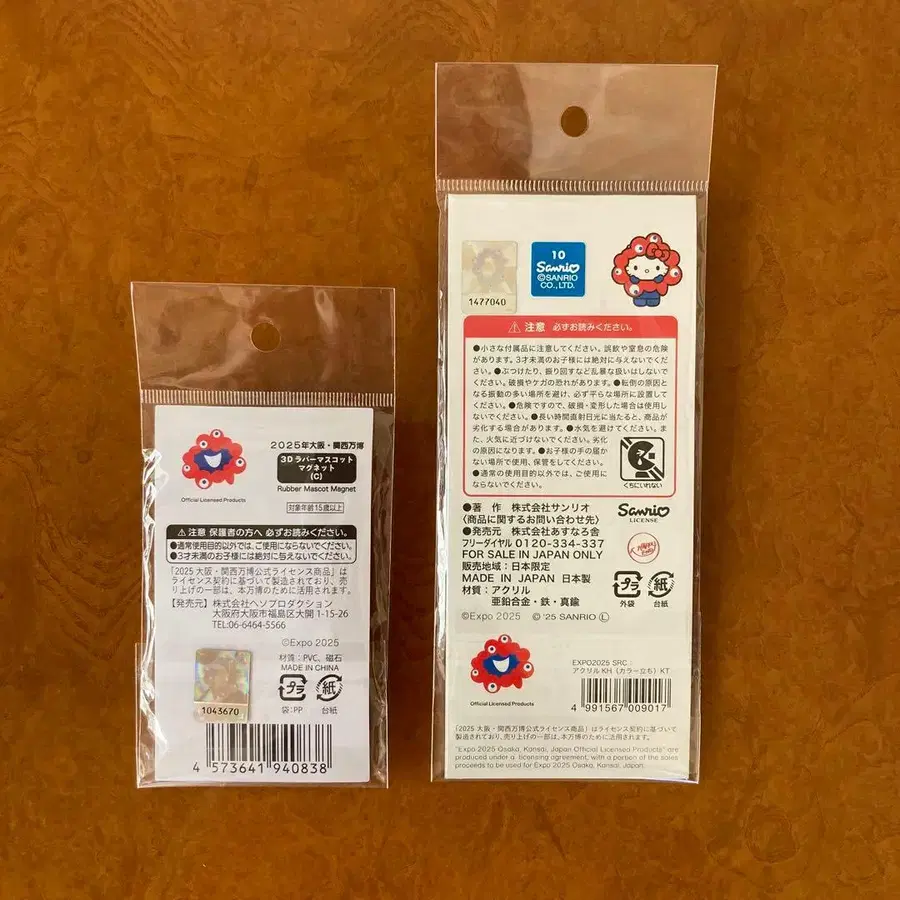 2025年大阪・関西万博
3Dラバーマスコット
マグネット
(C)
Rubber Mascot Magnet
Official Licensed Products
対象年齢15歳以上
⚠注意 保護者の方へ 必ずお読みください。
●通常使用目的以外では、ご使用にならないでください。
●3才未満のお子様には絶対に与えないでください。
「2025 大阪・関西万博公式ライセンス商品」は
ライセンス契約に基づいて製造されており、売
り上げの一部は、本万博のために活用されます。
【発売元】株式会社ヘソプロダクション
大阪府大阪市福島区大開 1-15-26
TEL:06-6464-5566
©Expo 2025
材質:PVC、磁石
MADE IN CHINA
プラ 紙
袋:PP 台紙
1043670
4 573641 940838
1477040
10
Sanrio
©SANRIO
CO., LTD.
⚠注意 必ずお読みください。
●小さな付属品に注意してください。誤飲や窒息の危険
があります。3才未満のお子様には絶対に与えないでくだ
さい。●ぶつけたり、振り回すなど乱暴な扱いはしないで
ください。破損やケガの恐れがあります。●転倒の原因と
なる振動の多い場所を避け、必ず平らな場所に設置して
ください。●危険ですので、破損・変形した場合は使用し
ないでください。●長い時間直射日光に当たると、商品が
劣化する場合があります。●水気を避けてください。ま
た、火気に近づけないでください。劣化
の原因になります。●お子様の手の届か
ない場所で使用、保管をしてください。
●通常の使用目的以外では、ご使用に
ならないでください。
くちにいれない
●著 作 株式会社サンリオ
〈商品に関するお問い合わせ先〉
●発売元 株式会社あすなろ舎
フリーダイヤル 0120-334-337
FOR SALE IN JAPAN ONLY
販売地域:日本限定
MADE IN JAPAN 日本製
材質:アクリル
亜鉛合金・鉄・真鍮
©Expo 2025 © '25 SANRIO Ⓛ
Sanrio
LICENSE
プラ 紙
外袋 台紙
Official Licensed Products
EXPO2025 SRC:
アクリルKH(カラー立ち)KT
4 991567 009017
「2025 大阪・関西万博公式ライセンス商品」はライセンス契約に基づいて
製造されており、売り上げの一部は、本万博のために活用されます。
"Expo 2025 Osaka, Kansai, Japan Official Licensed Products" are
produced under a licensing agreement, with a portion of the sales
proceeds to be used for Expo 2025 Osaka, Kansai, Japan.